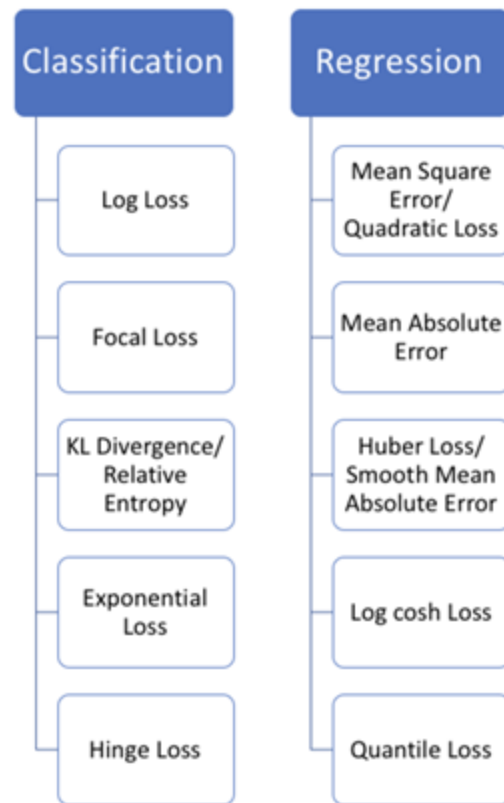 Classification
Log Loss
Focal Loss
KL Divergence/
Relative
Entropy
Exponential
Loss
Hinge Loss
Regression
Mean Square
Error/
Quadratic Loss
Mean Absolute
Error
Huber Loss/
Smooth Mean
Absolute Error
Log cosh Loss
Quantile Loss